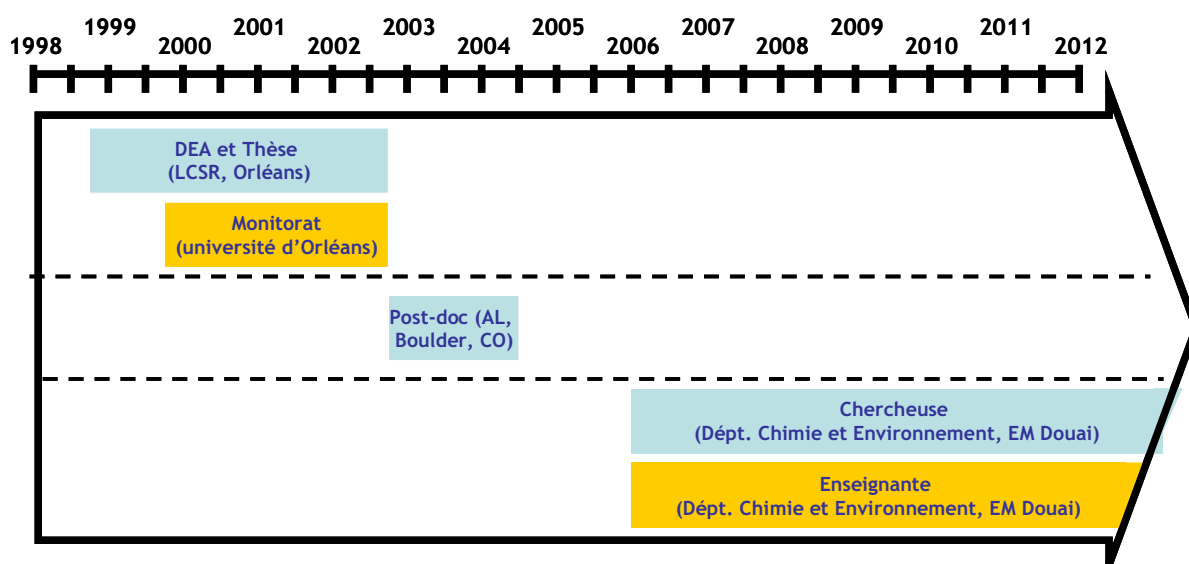 1999 2001 2003 2005 2007 2009 2011
1998 2000 2002 2004 2006 2008 2010 2012
DEA et Thèse
(LCSR, Orléans)
Monitorat
(université d’Orléans)
Post-doc (AL,
Boulder, CO)
Chercheuse
(Dépt. Chimie et Environnement, EM Douai)
Enseignante
(Dépt. Chimie et Environnement, EM Douai)